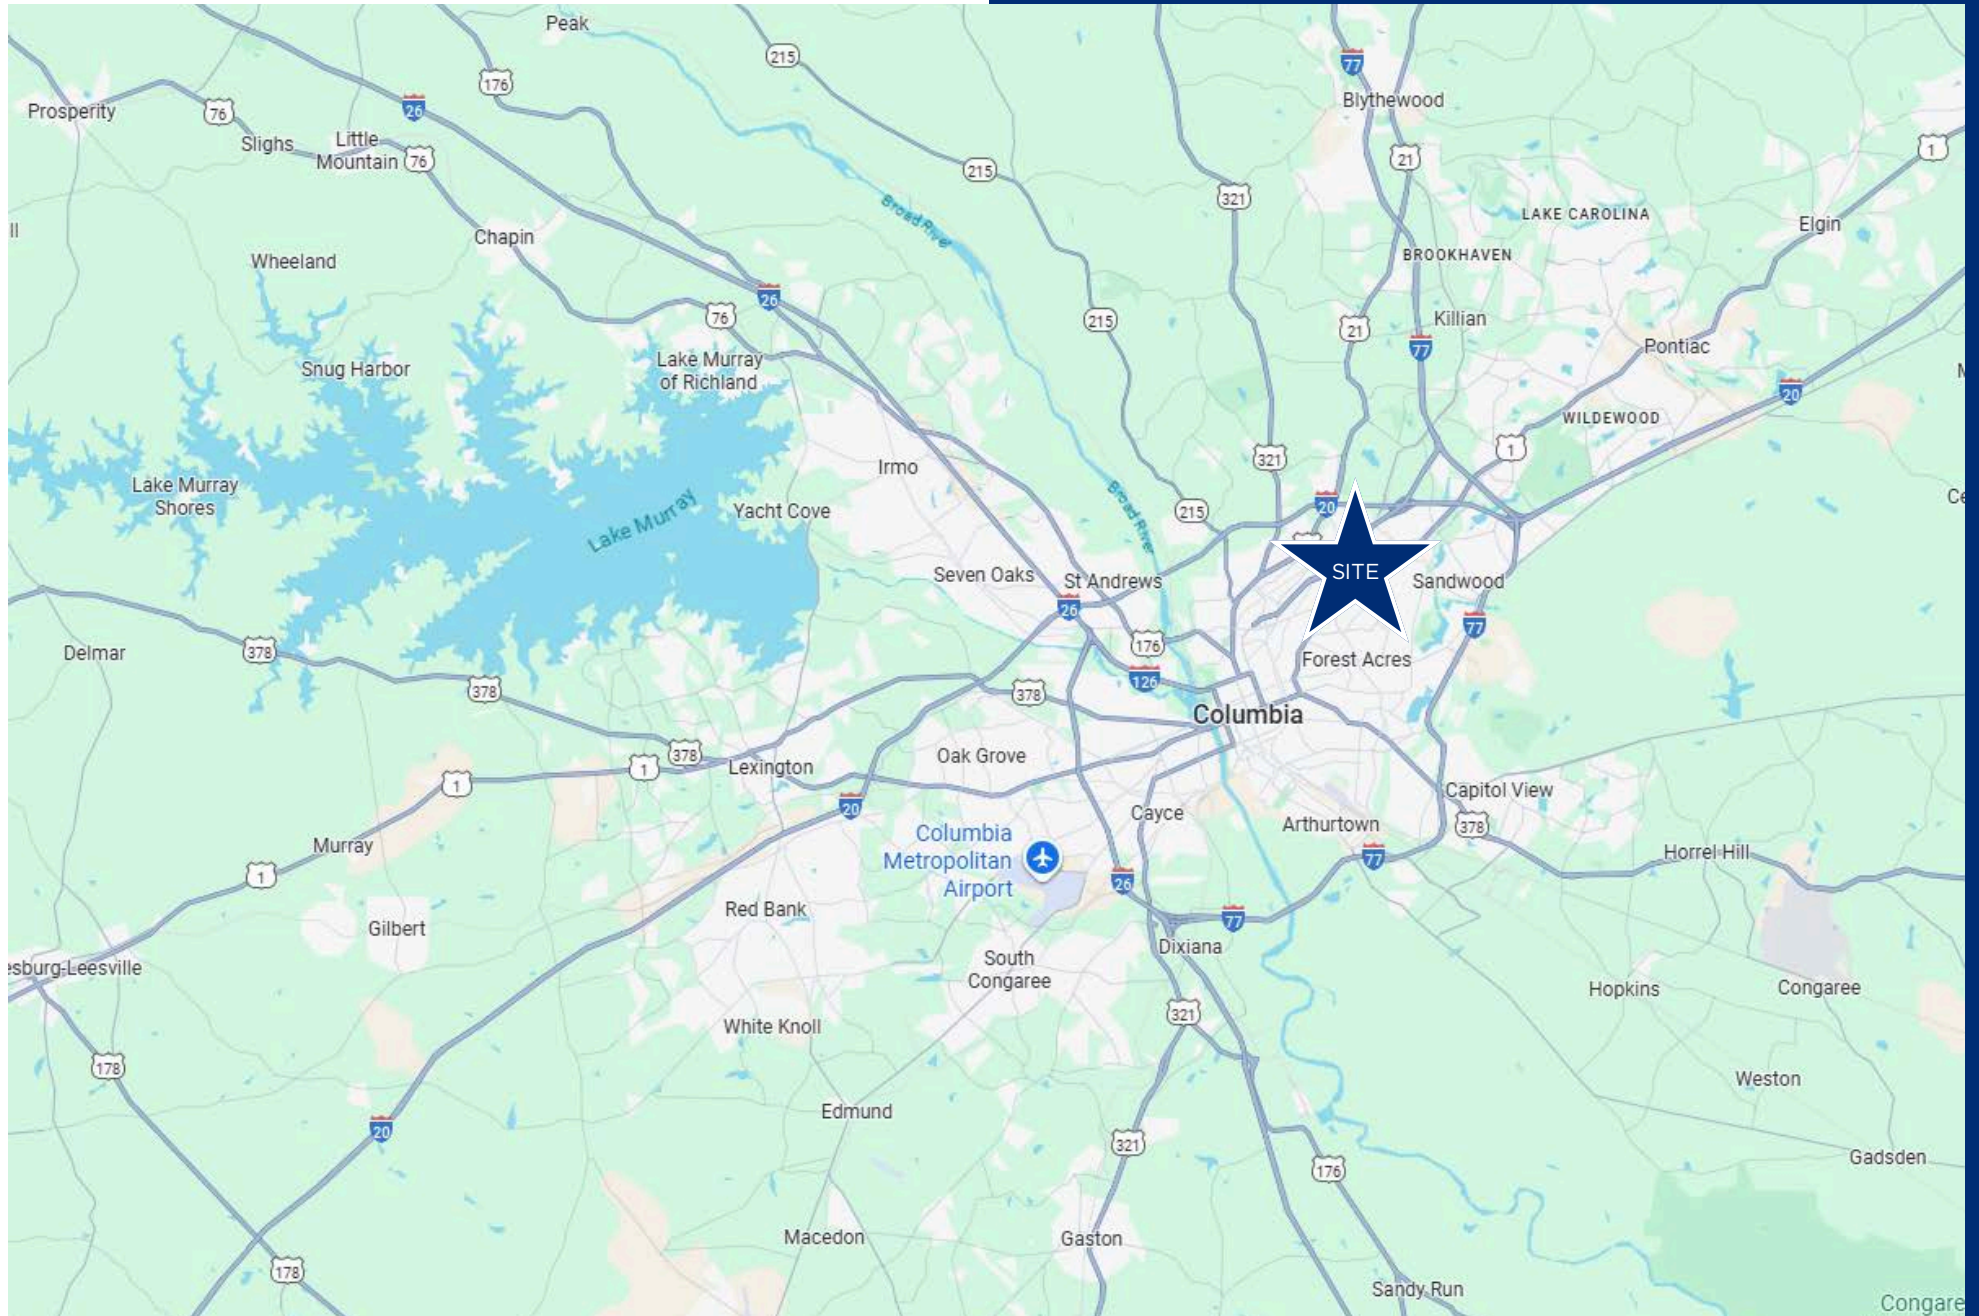 Peak
215
77
176
26
Blythewood
Prosperity
76
Slighs
Little
Mountain
76
1
21
215
321
Broad River
LAKE CAROLINA
Elgin
ll
Chapin
Wheeland
BROOKHAVEN
26
76
215
21
Killian
77
Pontiac
Snug Harbor
Lake Murray
of Richland
20
WILDEWOOD
1
321
Irmo
Lake Murray
Shores
Lake Murray
Yacht Cove
Broad River
215
20
Ce
SITE
Seven Oaks
St Andrews
Sandwood
26
77
Delmar
378
176
Forest Acres
126
378
378
Columbia
378
1
Lexington
Oak Grove
1
20
Capitol View
Cayce
Arthurtown
378
Columbia
Metropolitan
Airport
Murray
77
Horrel Hill
1
26
Red Bank
77
Gilbert
Dixiana
South
Congaree
esburg-Leesville
Hopkins
Congaree
White Knoll
321
178
Weston
Edmund
20
321
Gadsden
176
Macedon
Gaston
178
Sandy Run
Congare